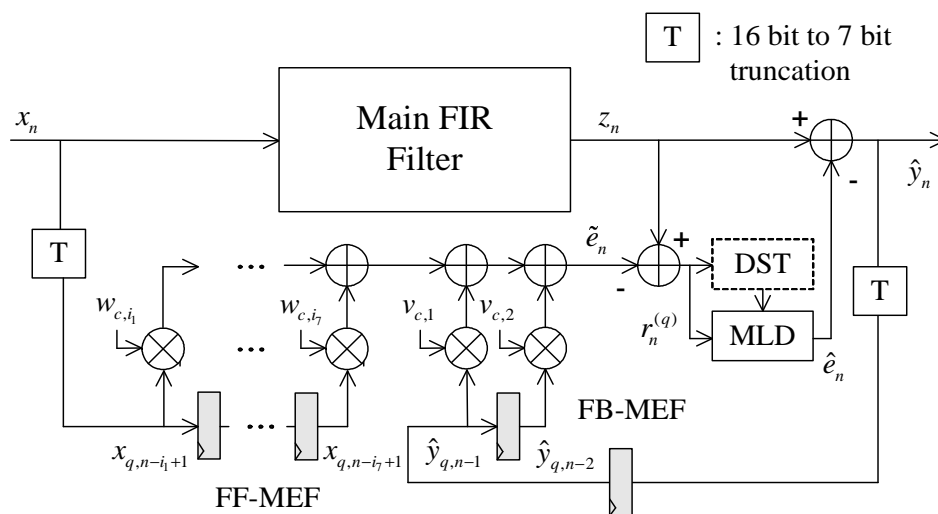 T : 16 bit to 7 bit
truncation
x_n
Main FIR
Filter
z_n
+
-
ŷ_n
T
ẽ_n
+
-
DST
MLD
T
r_n^{(q)}
ê_n
w_{c,i_1}
...
w_{c,i_7}
v_{c,1}
v_{c,2}
...
...
FB-MEF
x_{q,n-i_1+1}
x_{q,n-i_7+1}
ŷ_{q,n-1}
ŷ_{q,n-2}
FF-MEF